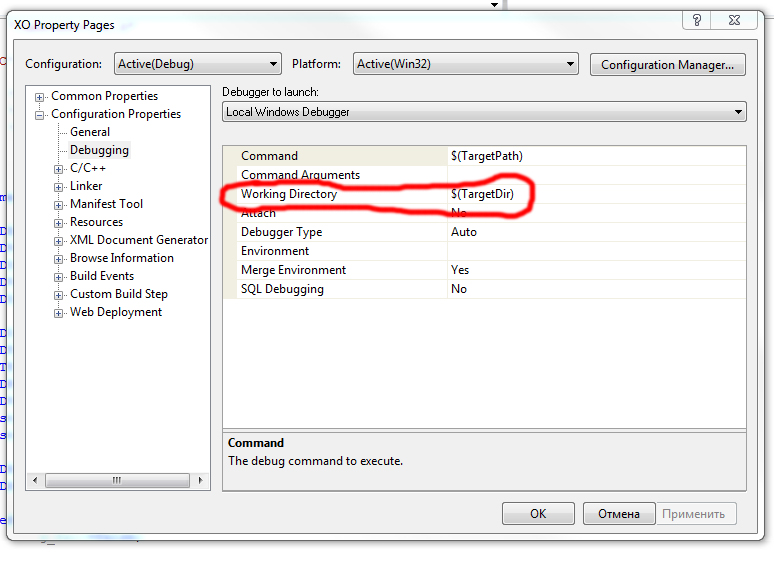 XO Property Pages
Configuration: Active(Debug) Platform: Active(Win32) Configuration Manager...
Common Properties
Configuration Properties
General
Debugging
C/C++
Linker
Manifest Tool
Resources
XML Document Generator
Browse Information
Build Events
Custom Build Step
Web Deployment
Debugger to launch:
Local Windows Debugger
Command $(TargetPath)
Command Arguments
Working Directory $(TargetDir)
Attach No
Debugger Type Auto
Environment
Merge Environment Yes
SQL Debugging No
Command
The debug command to execute.
OK Отмена Применить